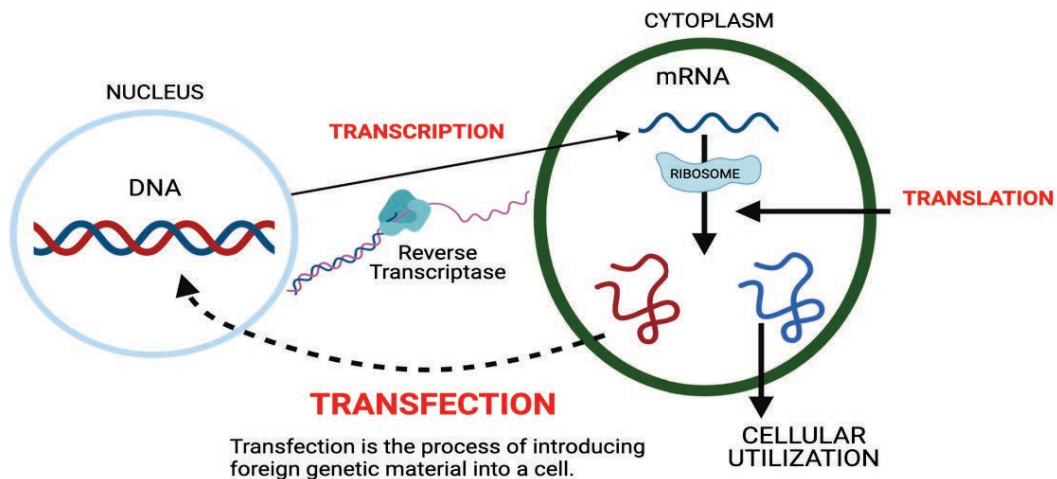 CYTOPLASM
mRNA
NUCLEUS
TRANSCRIPTION
DNA
RIBOSOME
TRANSLATION
Reverse
Transcriptase
TRANSFECTION
Transfection is the process of introducing
foreign genetic material into a cell.
CELLULAR
UTILIZATION